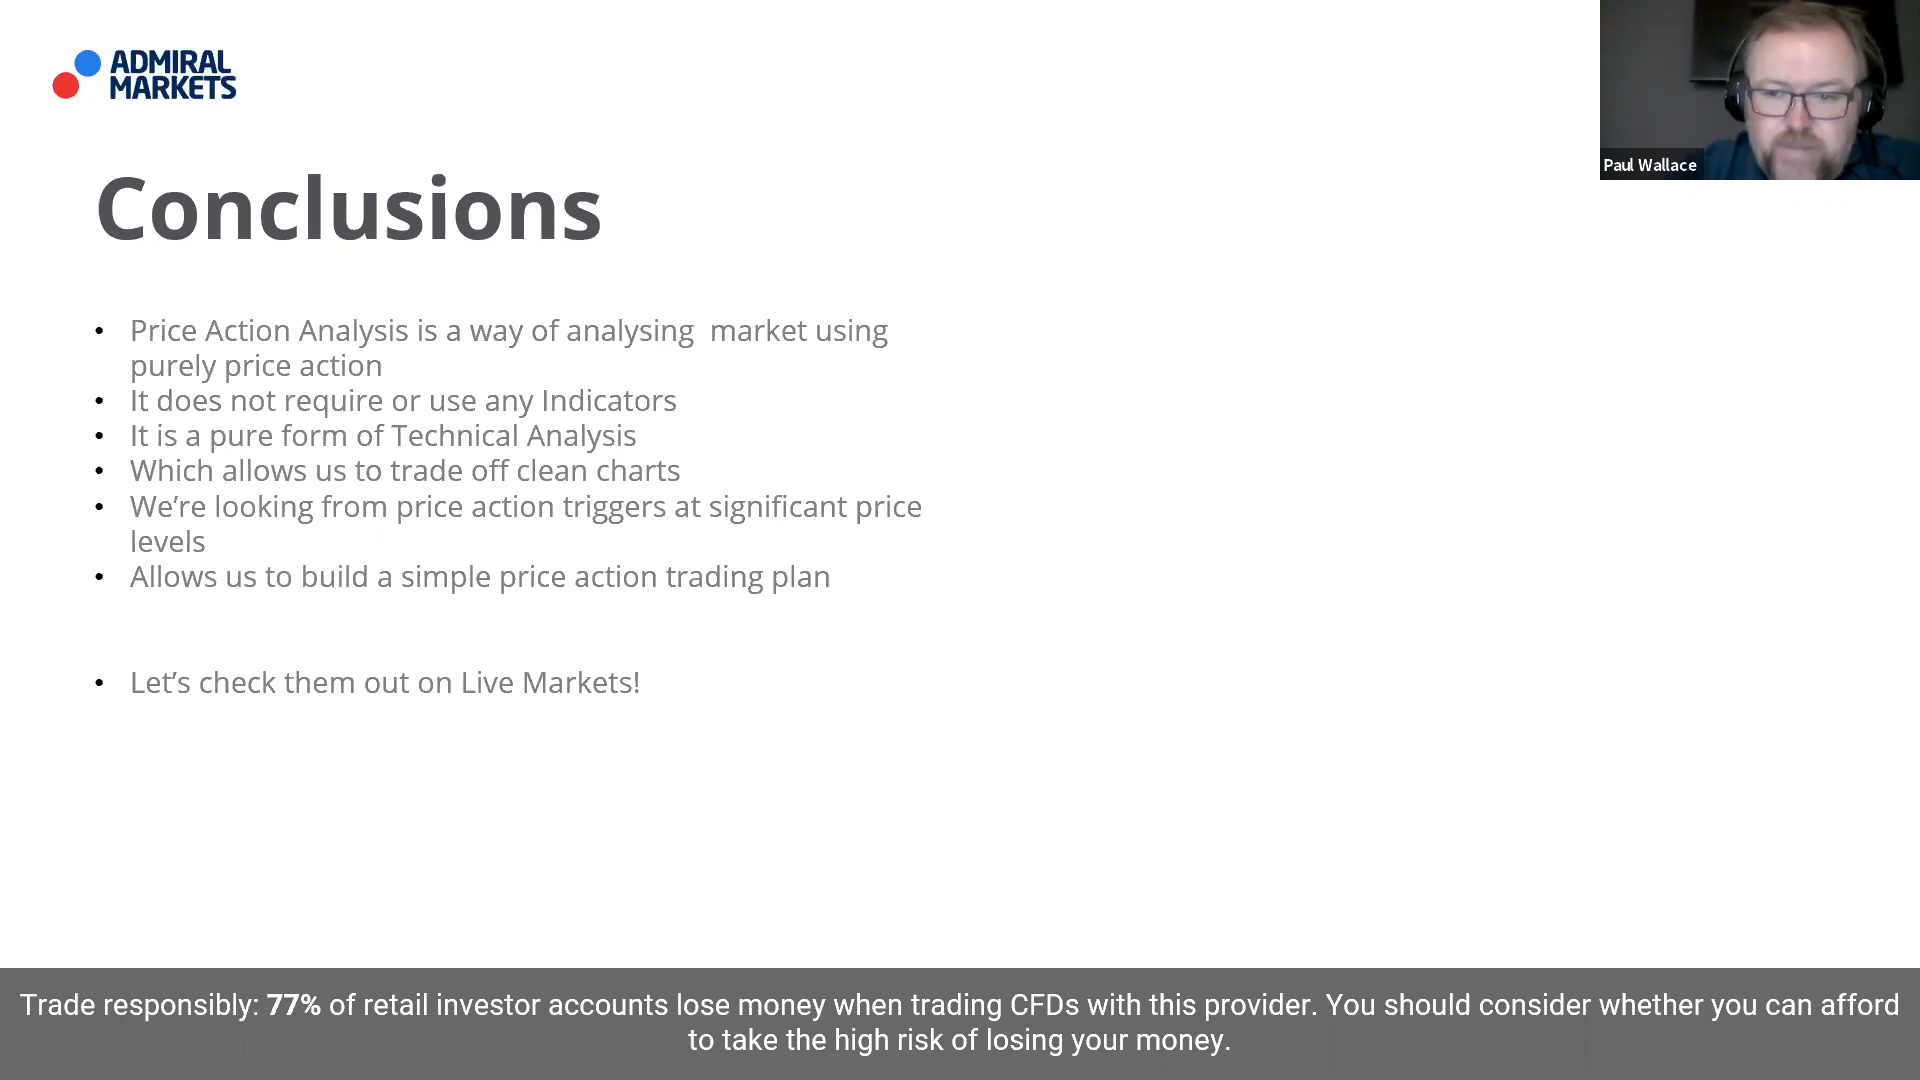 ADMIRAL
MARKETS
Paul Wallace
Conclusions
• Price Action Analysis is a way of analysing  market using
purely price action
• It does not require or use any Indicators
• It is a pure form of Technical Analysis
• Which allows us to trade off clean charts
• We’re looking from price action triggers at significant price
levels
• Allows us to build a simple price action trading plan
• Let’s check them out on Live Markets!
Trade responsibly: 77% of retail investor accounts lose money when trading CFDs with this provider. You should consider whether you can afford
to take the high risk of losing your money.